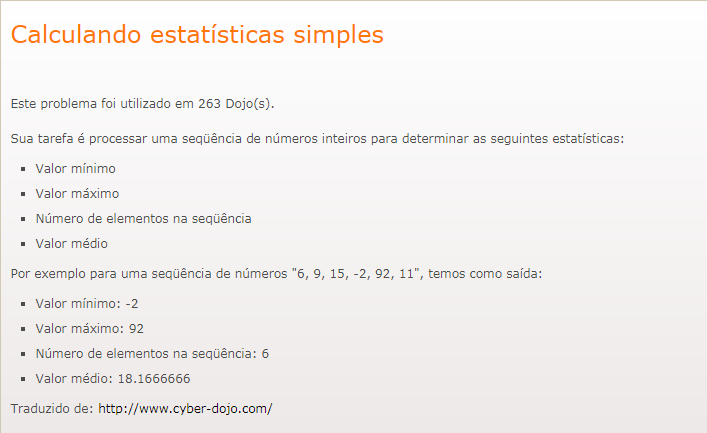 Calculando estatísticas simples
Este problema foi utilizado em 263 Dojo(s).
Sua tarefa é processar uma seqüência de números inteiros para determinar as seguintes estatísticas:
Valor mínimo
Valor máximo
Número de elementos na seqüência
Valor médio
Por exemplo para uma seqüência de números "6, 9, 15, -2, 92, 11", temos como saída:
Valor mínimo: -2
Valor máximo: 92
Número de elementos na seqüência: 6
Valor médio: 18.1666666
Traduzido de: http://www.cyber-dojo.com/